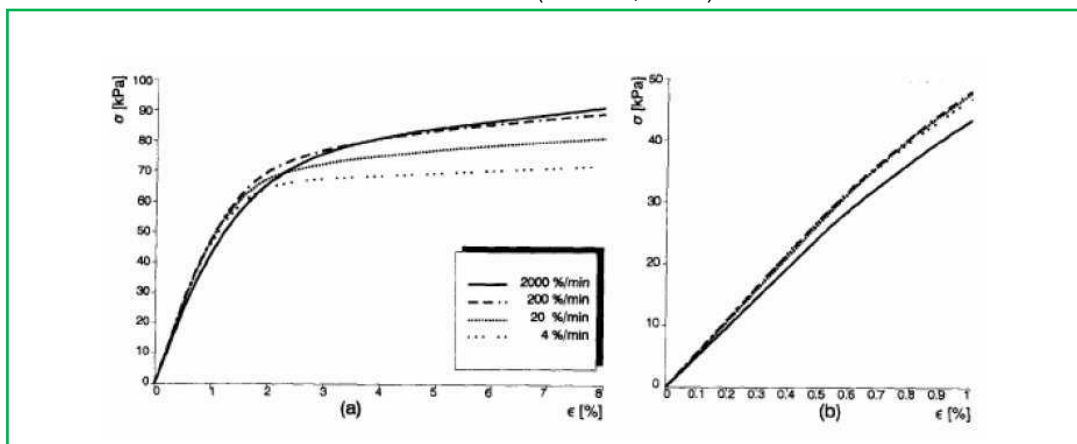 σ [kPa]
100
90
80
70
60
50
40
30
20
10
0
0 1 2 3 4 5 6 7 8
(a)
ϵ [%]
2000 %/min
200 %/min
20 %/min
4 %/min
σ [kPa]
50
40
30
20
10
0
0 0.1 0.2 0.3 0.4 0.5 0.6 0.7 0.8 0.9 1
(b)
ϵ [%]